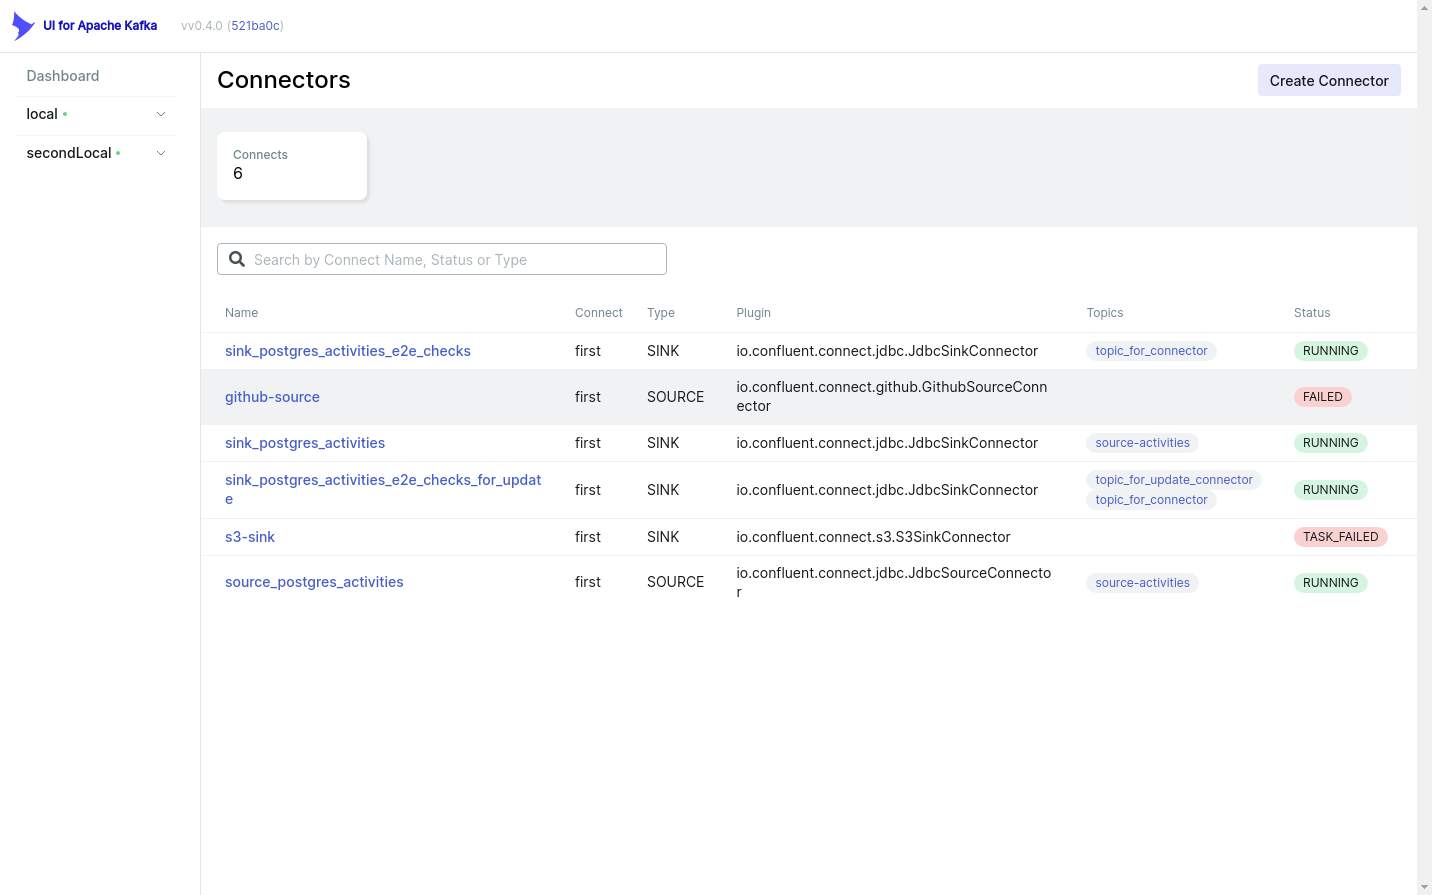 UI for Apache Kafka
vv0.4.0 (521ba0c)
Dashboard
local
secondLocal
Connectors
Create Connector
Connects
6
Search by Connect Name, Status or Type
Name Connect Type Plugin Topics Status
sink_postgres_activities_e2e_checks first SINK io.confluent.connect.jdbc.JdbcSinkConnector topic_for_connector RUNNING
github-source first SOURCE io.confluent.connect.github.GithubSourceConn
ector FAILED
sink_postgres_activities first SINK io.confluent.connect.jdbc.JdbcSinkConnector source-activities RUNNING
sink_postgres_activities_e2e_checks_for_updat
e first SINK io.confluent.connect.jdbc.JdbcSinkConnector topic_for_update_connector
topic_for_connector RUNNING
s3-sink first SINK io.confluent.connect.s3.S3SinkConnector TASK_FAILED
source_postgres_activities first SOURCE io.confluent.connect.jdbc.JdbcSourceConnecto
r source-activities RUNNING